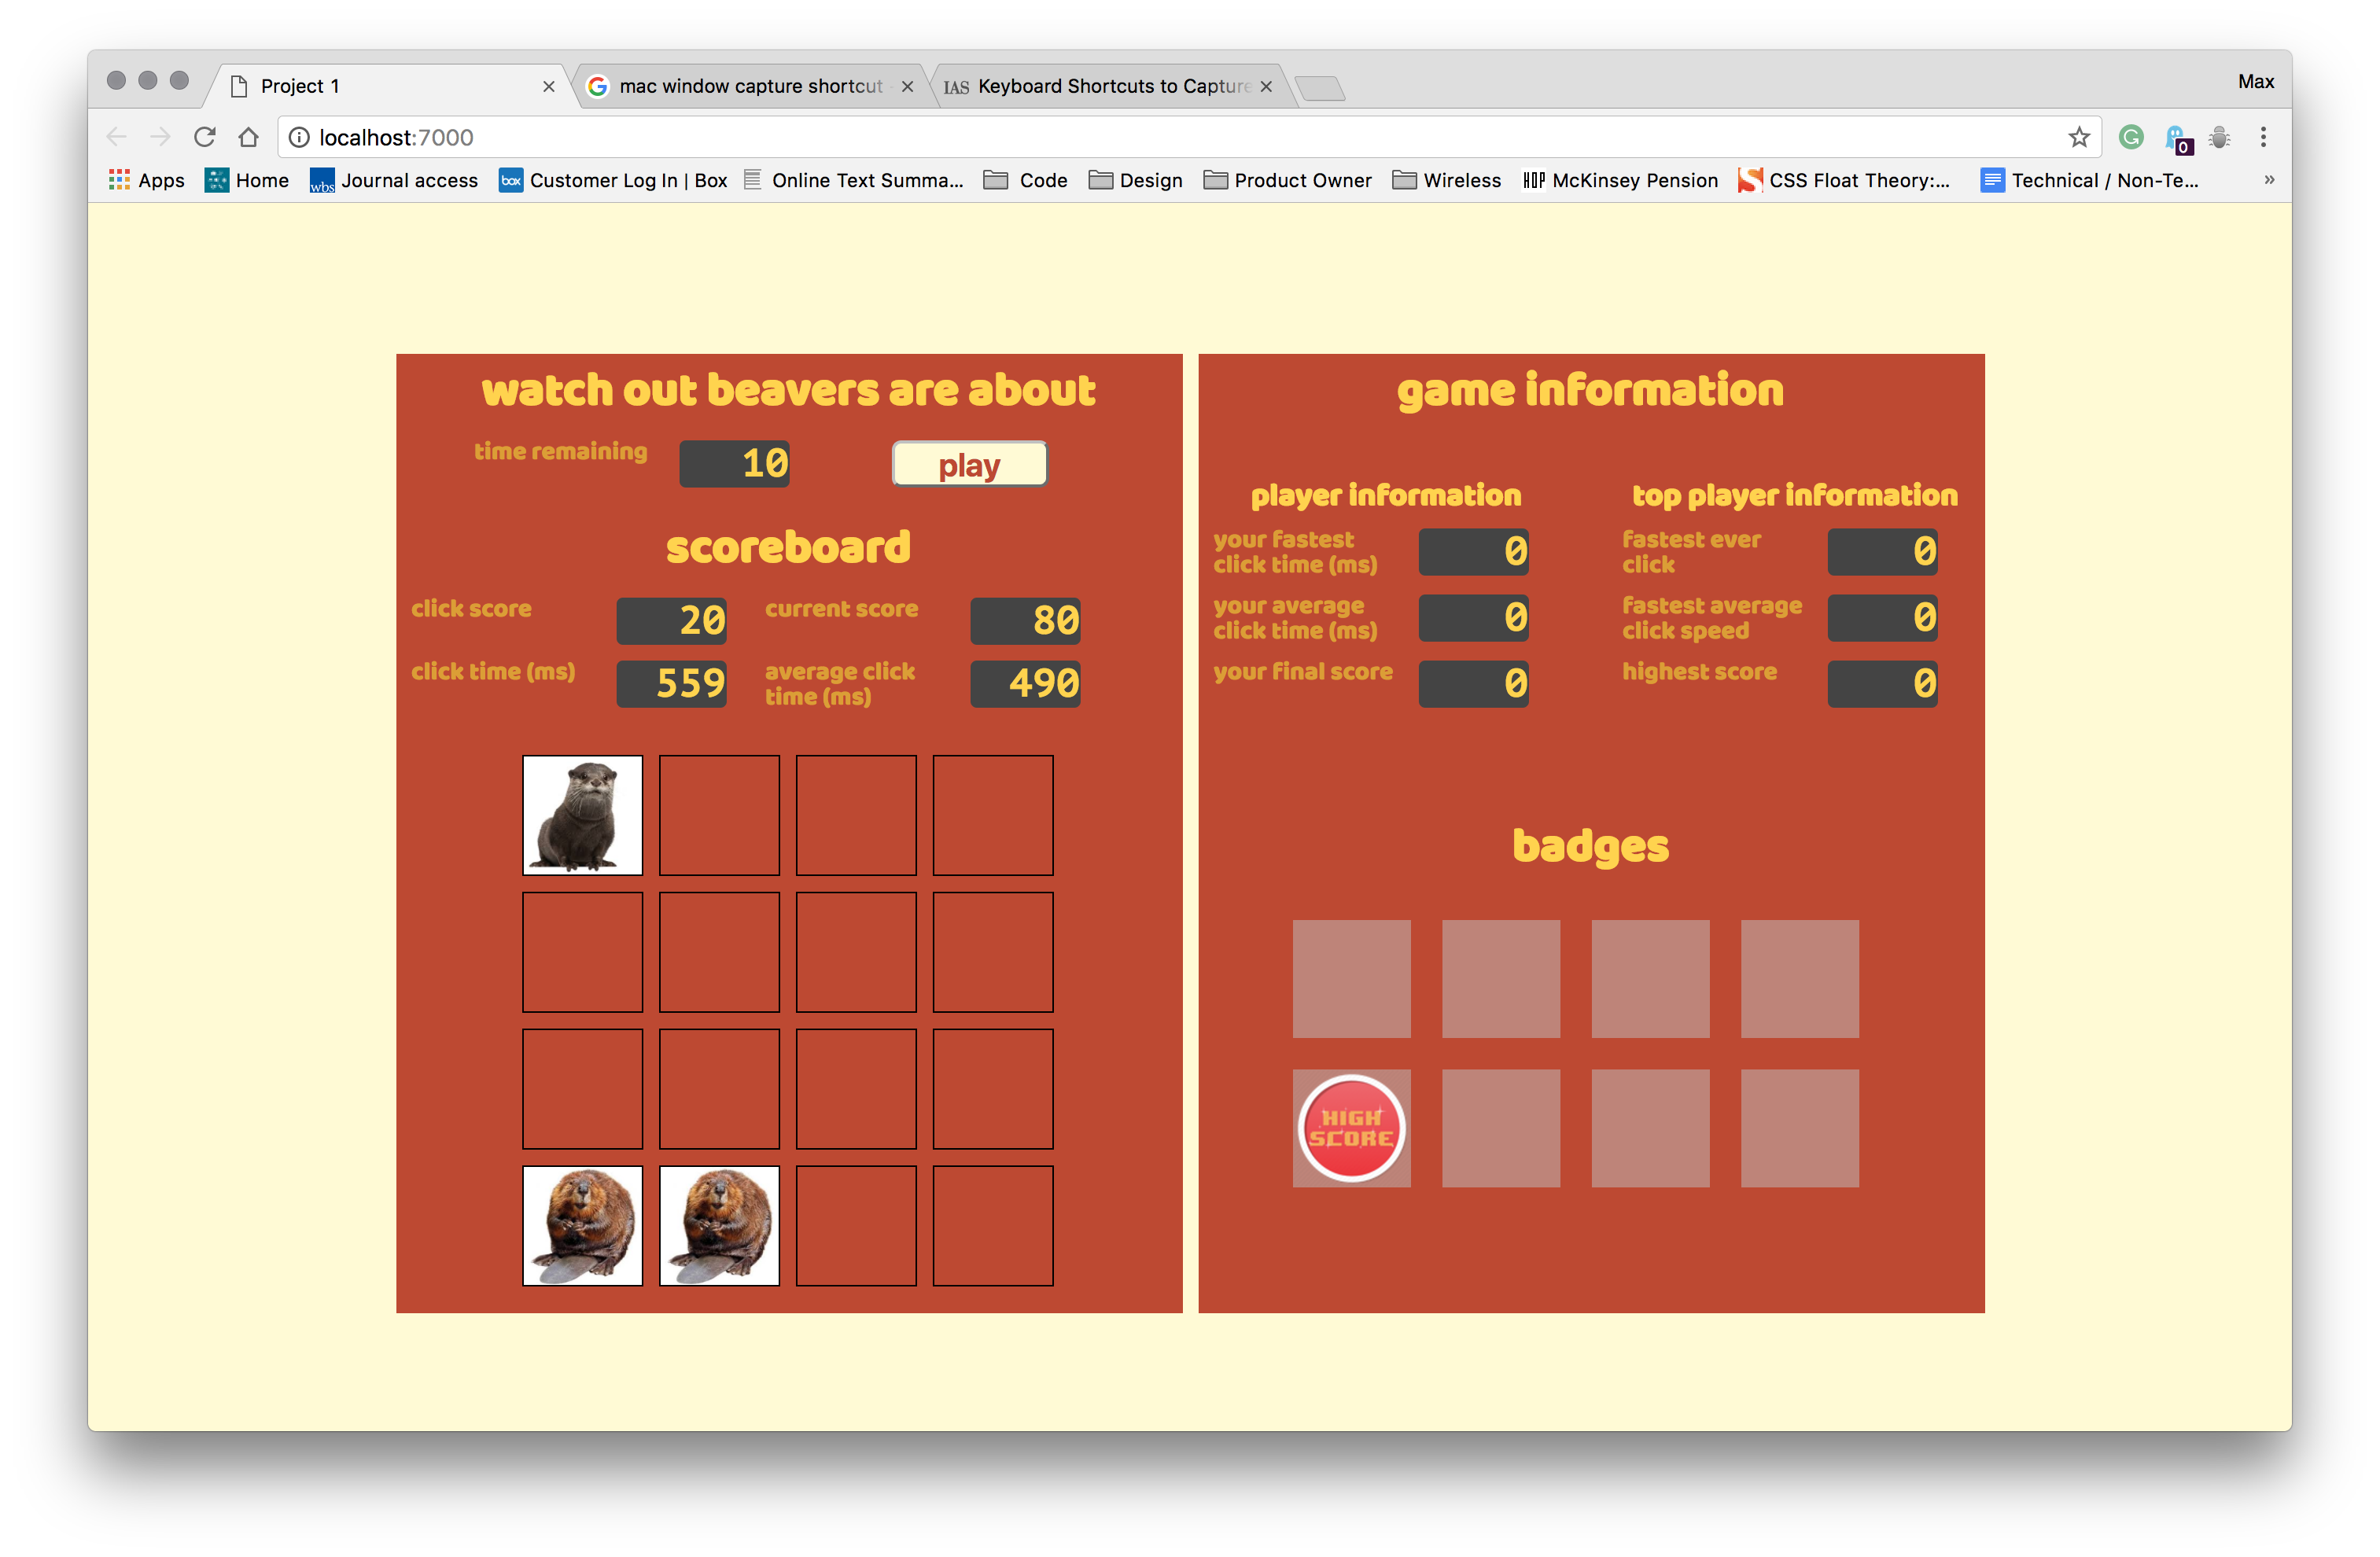 Project 1
mac window capture shortcut
IAS Keyboard Shortcuts to Capture
Max
localhost:7000
0
Apps
Home
wbs Journal access
box Customer Log In | Box
Online Text Summa...
Code
Design
Product Owner
Wireless
McKinsey Pension
CSS Float Theory:...
Technical / Non-Te...
»
watch out beavers are about
time remaining
10
play
scoreboard
click score
20
current score
80
click time (ms)
559
average click
time (ms)
490
game information
player information
your fastest
click time (ms)
0
your average
click time (ms)
0
your final score
0
top player information
fastest ever
click
0
fastest average
click speed
0
highest score
0
badges
HIGH
SCORE